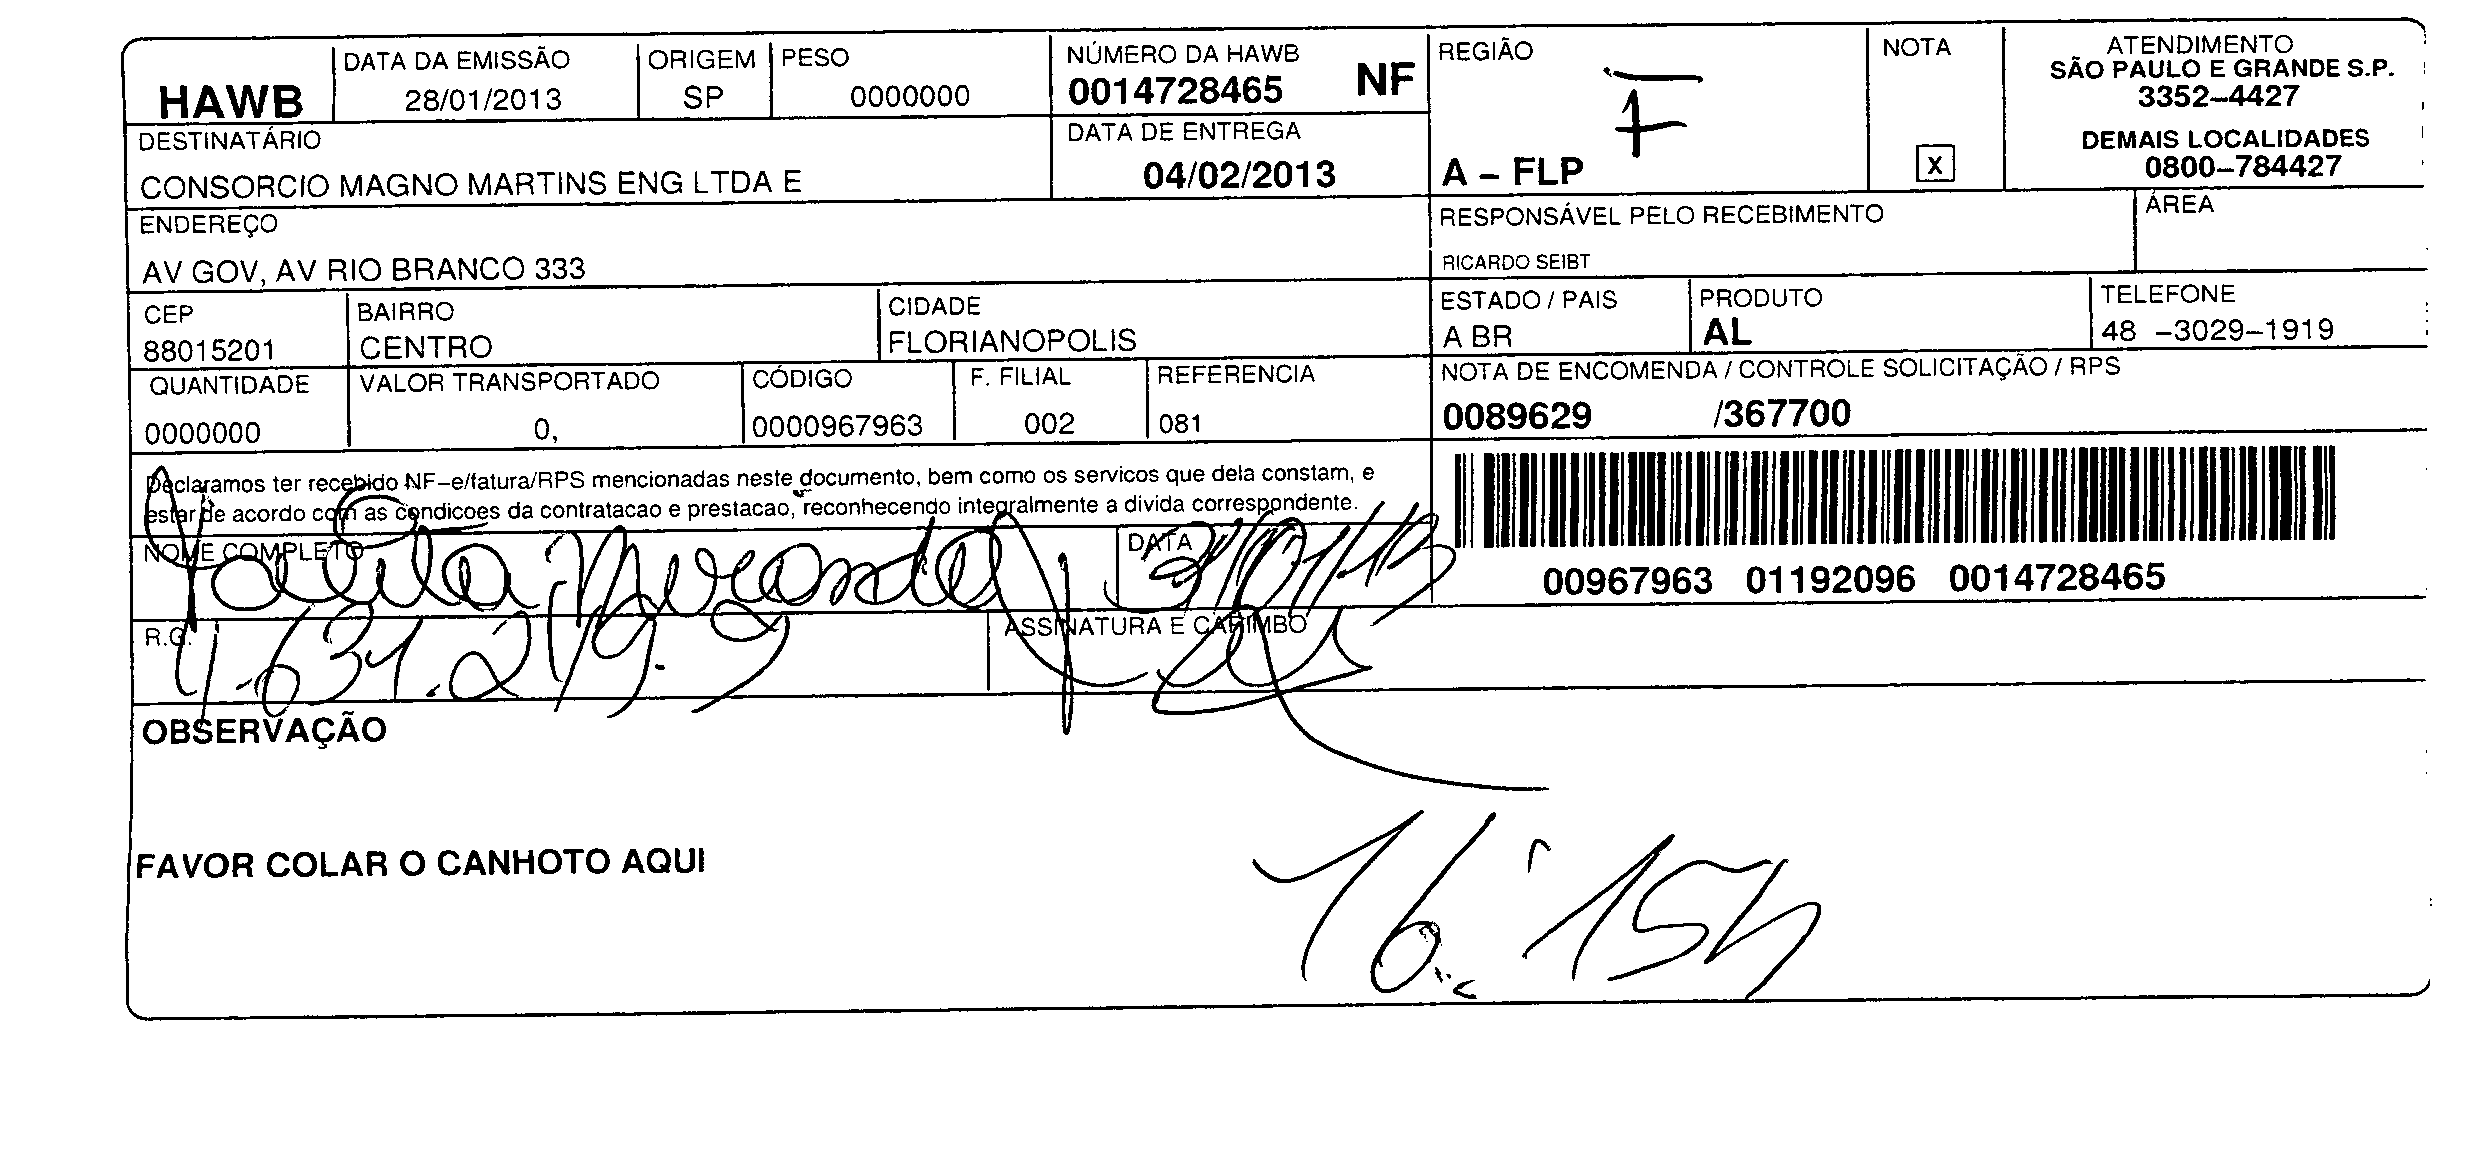 HAWB
DATA DA EMISSÃO
28/01/2013
ORIGEM
SP
PESO
0000000
NÚMERO DA HAWB
0014728465 NF
REGIÃO
F
A – FLP
NOTA
X
ATENDIMENTO
SÃO PAULO E GRANDE S.P.
3352–4427
DEMAIS LOCALIDADES
0800–784427
DESTINATÁRIO
CONSORCIO MAGNO MARTINS ENG LTDA E
DATA DE ENTREGA
04/02/2013
ENDEREÇO
AV GOV, AV RIO BRANCO 333
RESPONSÁVEL PELO RECEBIMENTO
RICARDO SEIBT
ÁREA
CEP
88015201
BAIRRO
CENTRO
CIDADE
FLORIANOPOLIS
ESTADO / PAIS
A BR
PRODUTO
AL
TELEFONE
48 –3029–1919
QUANTIDADE
0000000
VALOR TRANSPORTADO
0,
CÓDIGO
0000967963
F. FILIAL
002
REFERENCIA
081
NOTA DE ENCOMENDA / CONTROLE SOLICITAÇÃO / RPS
0089629 /367700
Declaramos ter recebido NF–e/fatura/RPS mencionadas neste documento, bem como os servicos que dela constam, e
estar de acordo com as condicoes da contratacao e prestacao, reconhecendo integralmente a divida correspondente.
NOME COMPLETO
DATA
00967963 01192096 0014728465
R.G.
ASSINATURA E CARIMBO
OBSERVAÇÃO
FAVOR COLAR O CANHOTO AQUI
16:15h